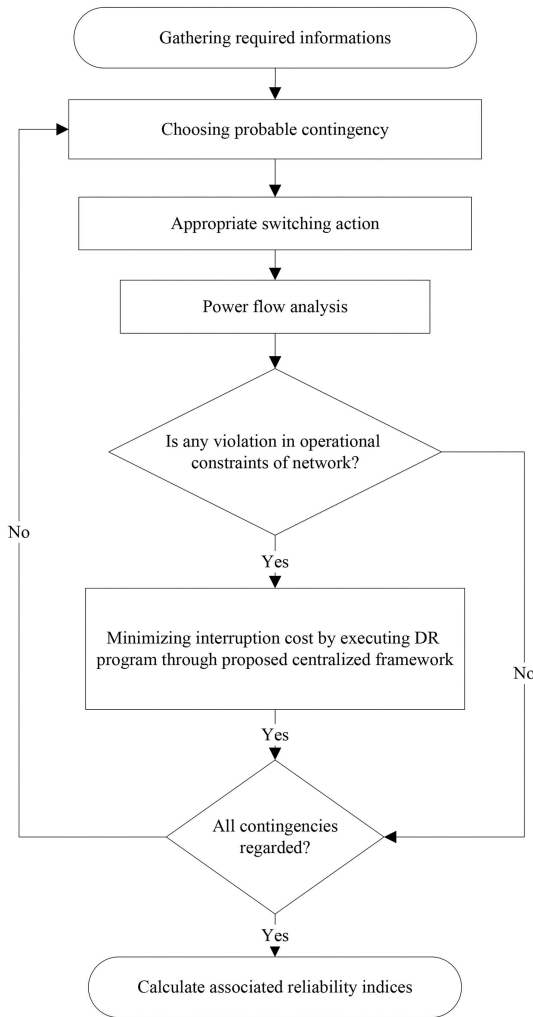 Gathering required informations
Choosing probable contingency
Appropriate switching action
Power flow analysis
Is any violation in operational
constraints of network?
No
Yes
Minimizing interruption cost by executing DR
program through proposed centralized framework
No
Yes
All contingencies
regarded?
Yes
Calculate associated reliability indices